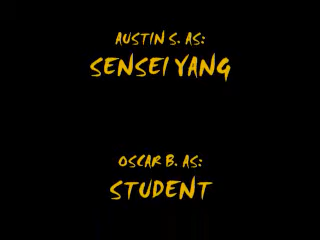 AUSTIN S. AS:
SENSEI YANG
OSCAR B. AS:
STUDENT